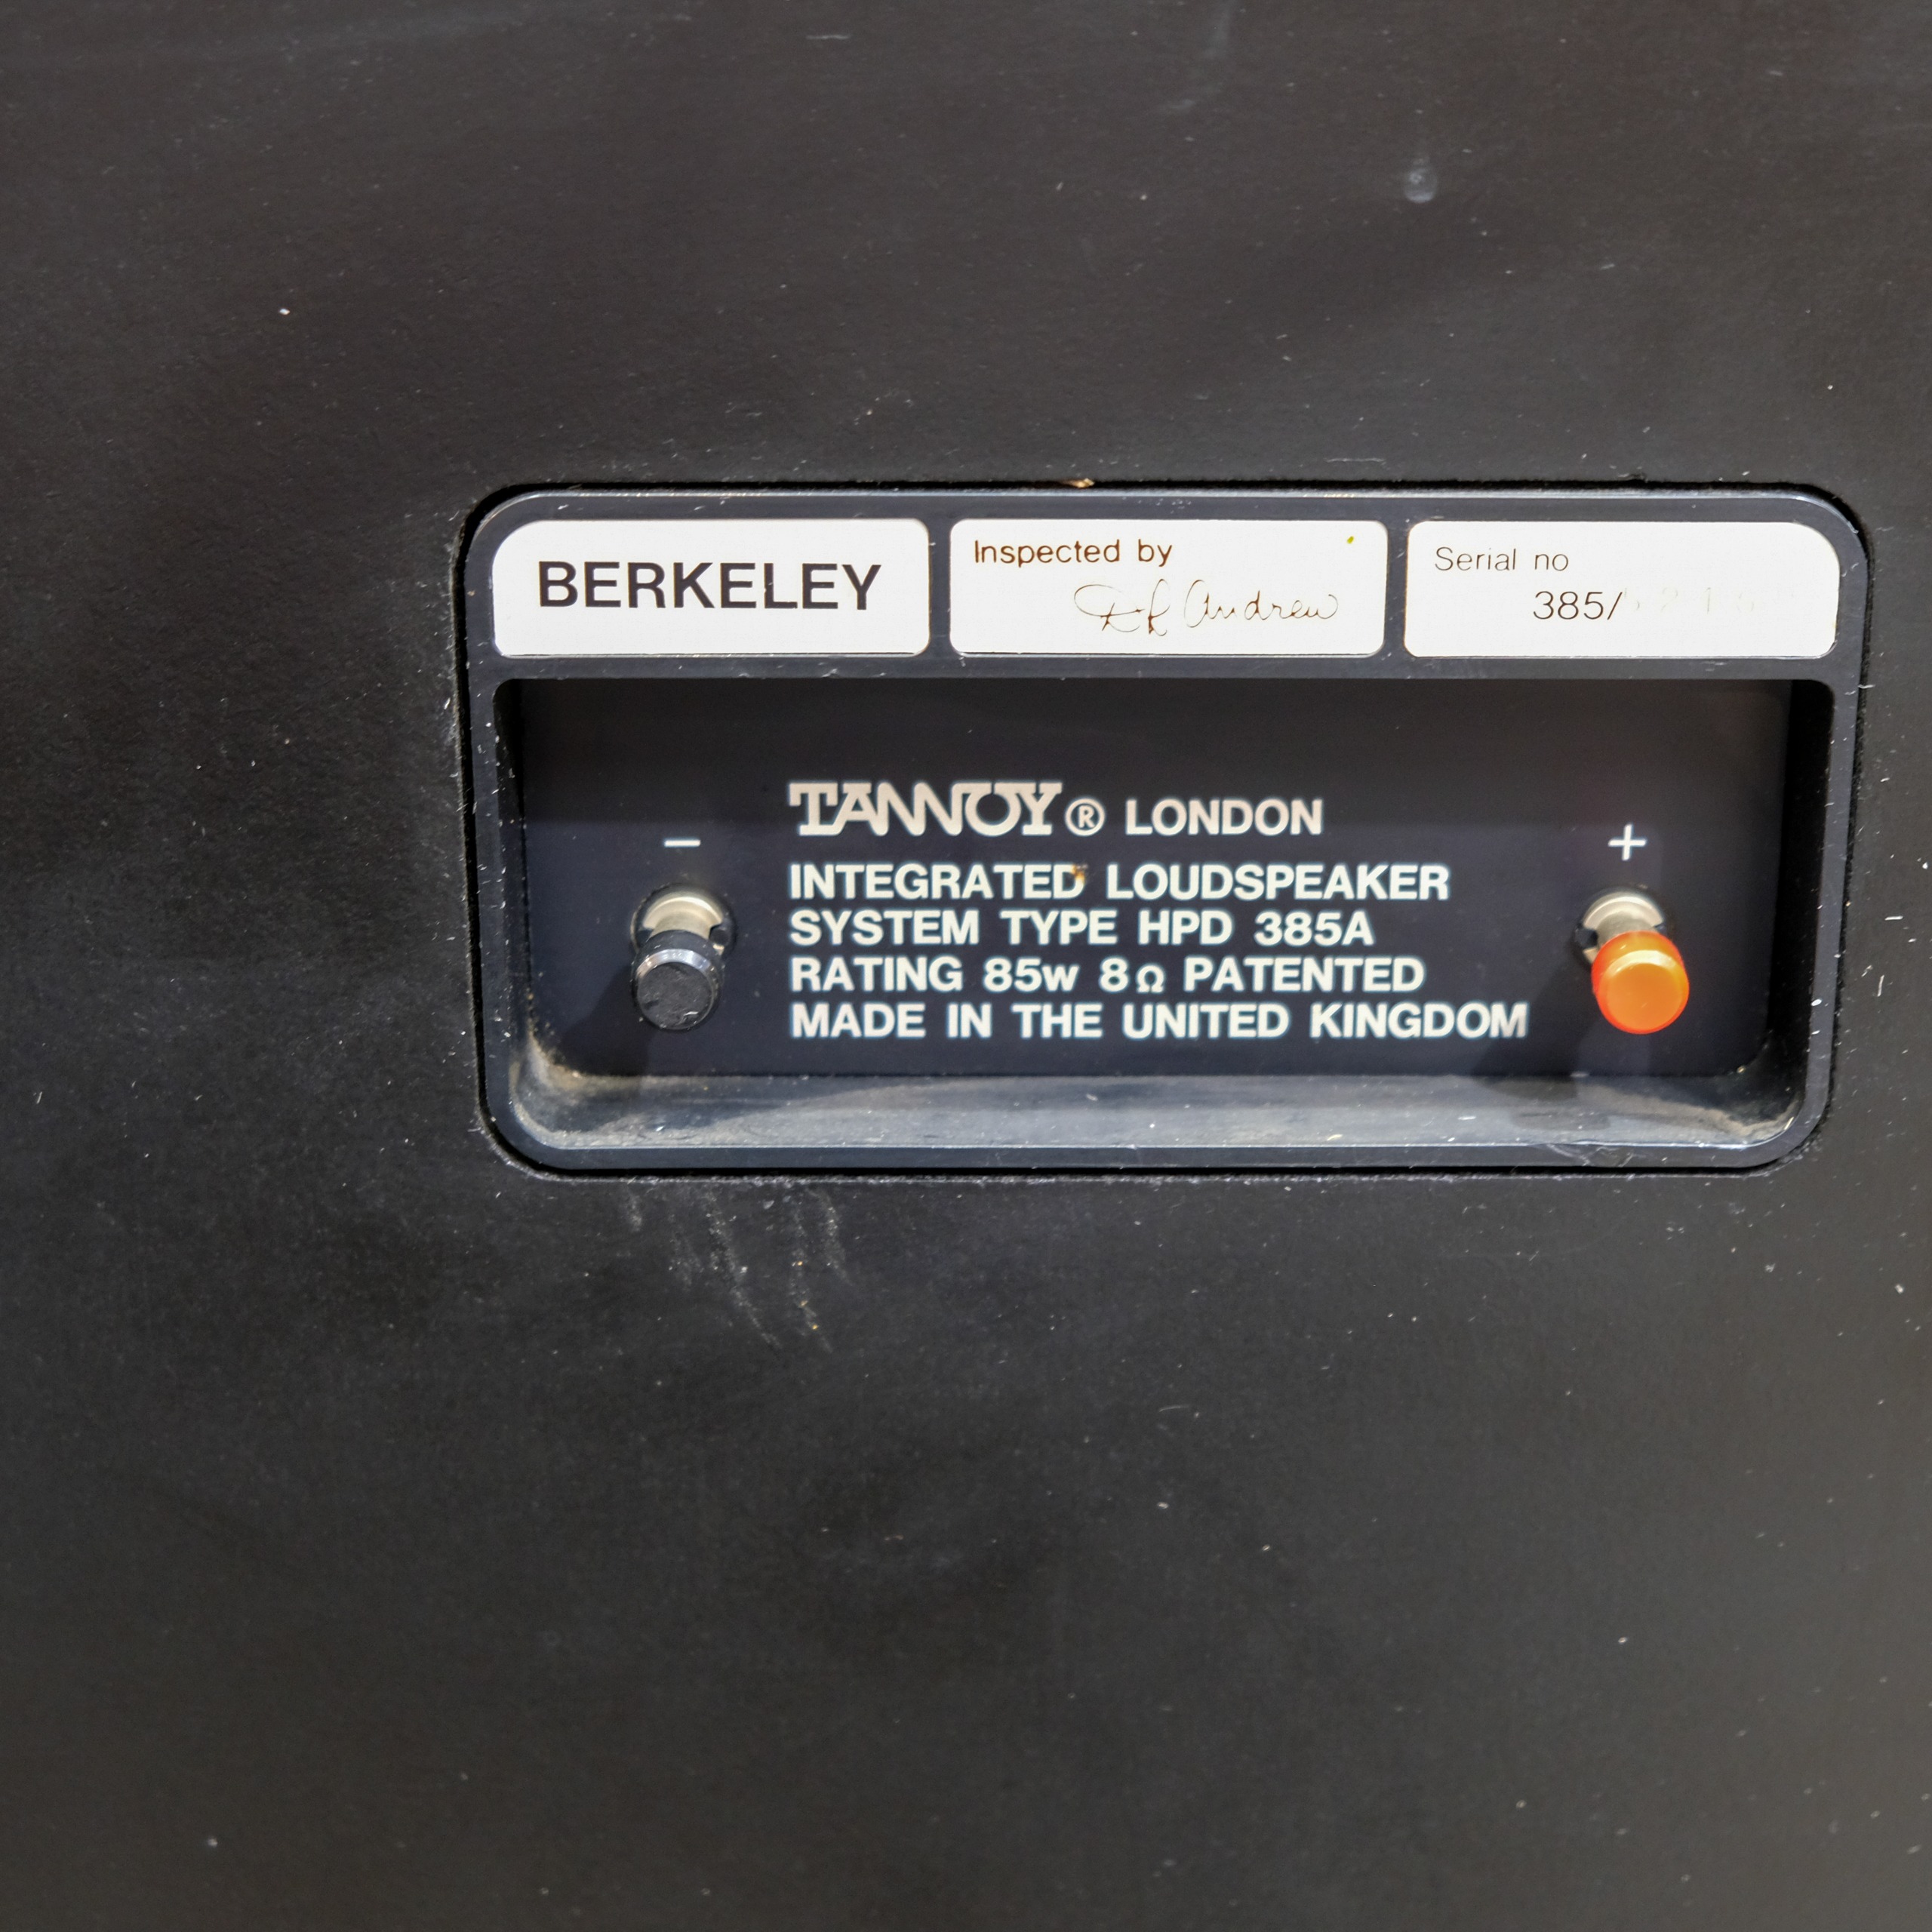 BERKELEY
Inspected by
Andrew
Serial no
385/
TANNOY® LONDON
INTEGRATED LOUDSPEAKER
SYSTEM TYPE HPD 385A
RATING 85w 8Ω PATENTED
MADE IN THE UNITED KINGDOM
−
+